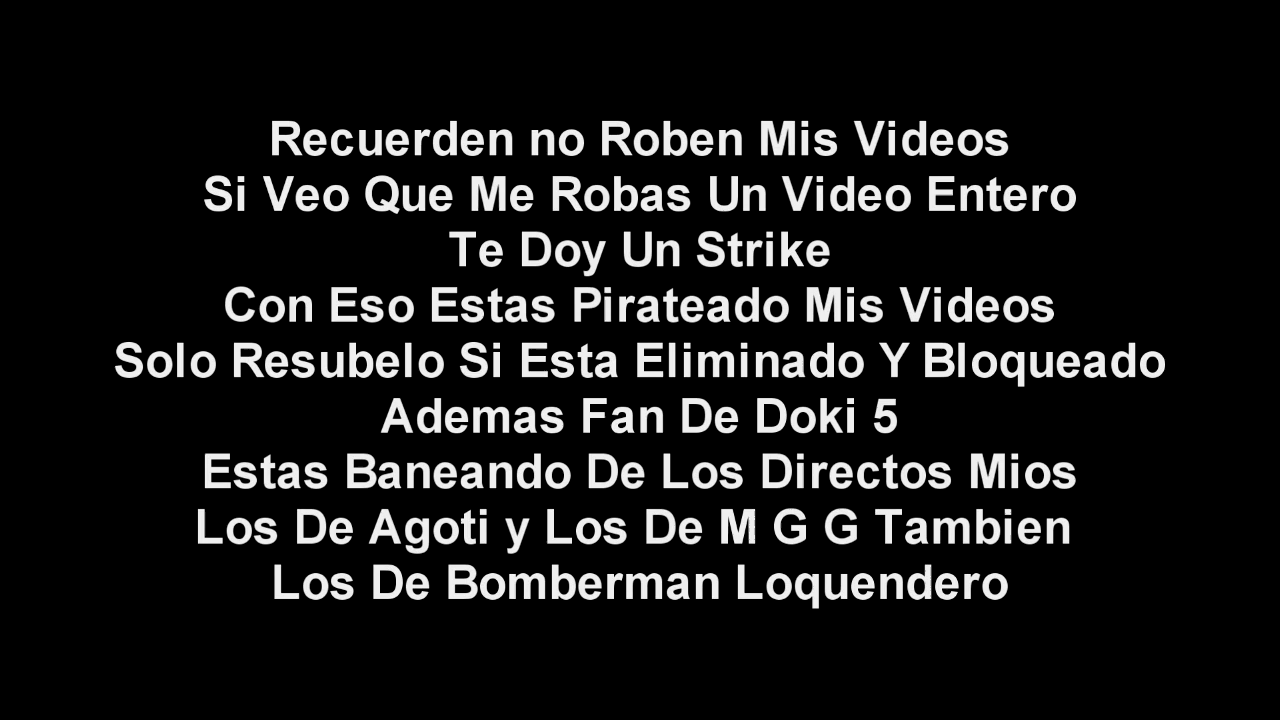 Recuerden no Roben Mis Videos
Si Veo Que Me Robas Un Video Entero
Te Doy Un Strike
Con Eso Estas Pirateado Mis Videos
Solo Resubelo Si Esta Eliminado Y Bloqueado
Ademas Fan De Doki 5
Estas Baneando De Los Directos Mios
Los De Agoti y Los De M G G Tambien
Los De Bomberman Loquendero